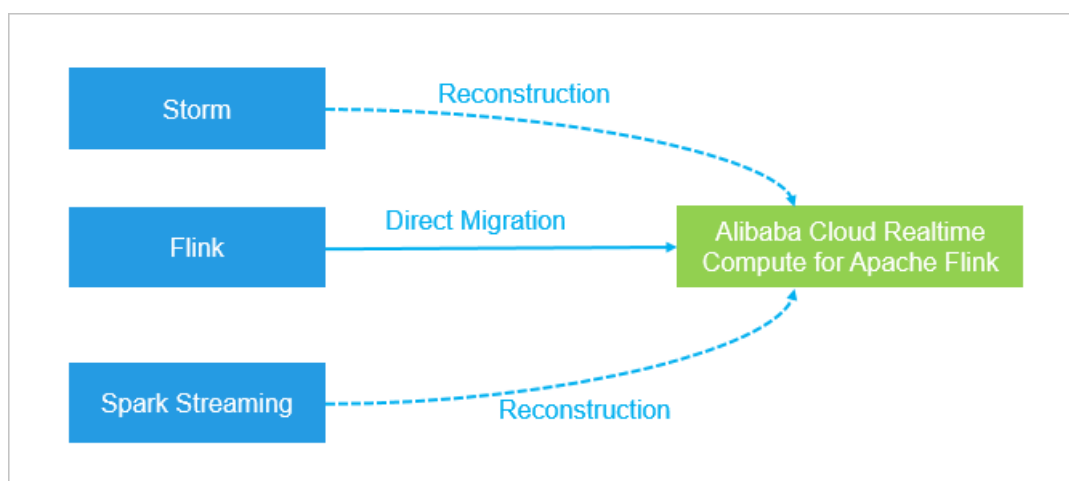 Storm
Reconstruction
Flink
Direct Migration
Alibaba Cloud Realtime
Compute for Apache Flink
Spark Streaming
Reconstruction